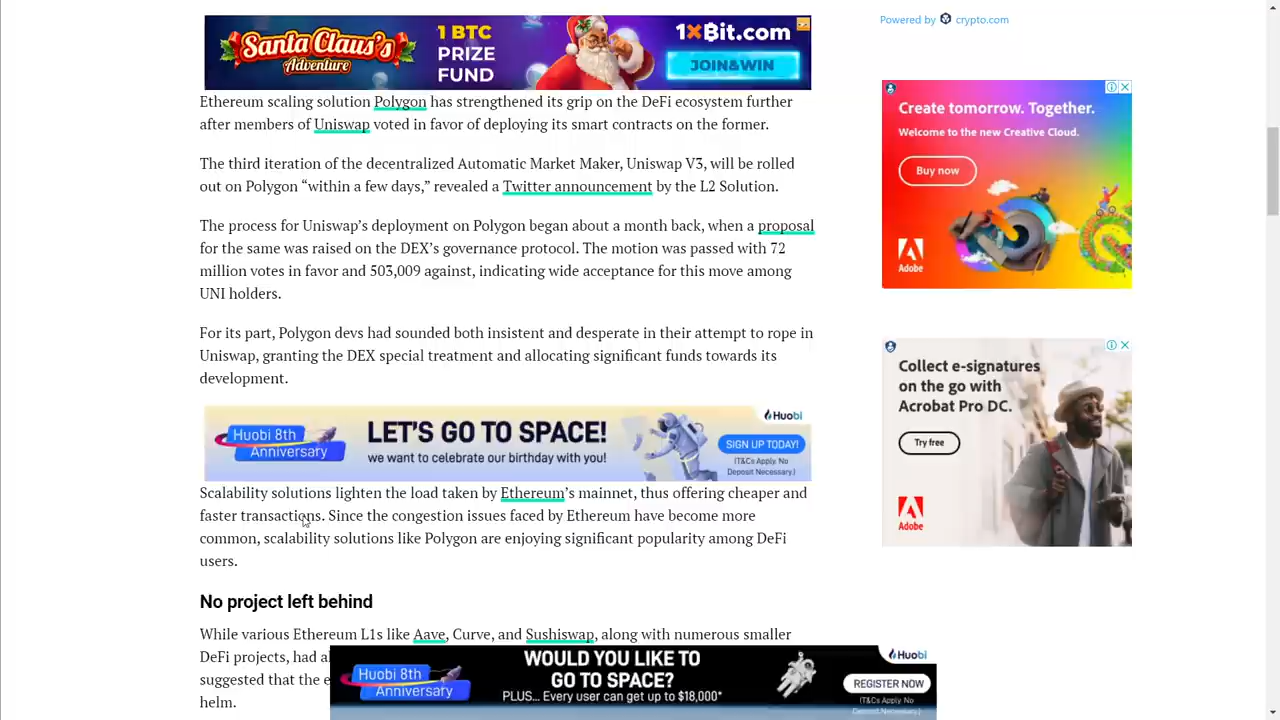 Santa Claus's
Adventure
1 BTC
PRIZE
FUND
1xBit.com
JOIN&WIN
Powered by crypto.com
Ethereum scaling solution Polygon has strengthened its grip on the DeFi ecosystem further
after members of Uniswap voted in favor of deploying its smart contracts on the former.
The third iteration of the decentralized Automatic Market Maker, Uniswap V3, will be rolled
out on Polygon “within a few days,” revealed a Twitter announcement by the L2 Solution.
The process for Uniswap’s deployment on Polygon began about a month back, when a proposal
for the same was raised on the DEX’s governance protocol. The motion was passed with 72
million votes in favor and 503,009 against, indicating wide acceptance for this move among
UNI holders.
For its part, Polygon devs had sounded both insistent and desperate in their attempt to rope in
Uniswap, granting the DEX special treatment and allocating significant funds towards its
development.
Huobi 8th
Anniversary
LET'S GO TO SPACE!
we want to celebrate our birthday with you!
Huobi
SIGN UP TODAY!
(T&Cs Apply. No
Deposit Necessary.)
Scalability solutions lighten the load taken by Ethereum’s mainnet, thus offering cheaper and
faster transactions. Since the congestion issues faced by Ethereum have become more
common, scalability solutions like Polygon are enjoying significant popularity among DeFi
users.
No project left behind
While various Ethereum L1s like Aave, Curve, and Sushiswap, along with numerous smaller
DeFi projects, had
suggested that the
helm.
Huobi 8th
Anniversary
WOULD YOU LIKE TO
GO TO SPACE?
PLUS... Every user can get up to $18,000*
Huobi
REGISTER NOW
(T&Cs Apply. No
Deposit Necessary.)
Create tomorrow. Together.
Welcome to the new Creative Cloud.
Buy now
Adobe
Collect e-signatures
on the go with
Acrobat Pro DC.
Try free
Adobe